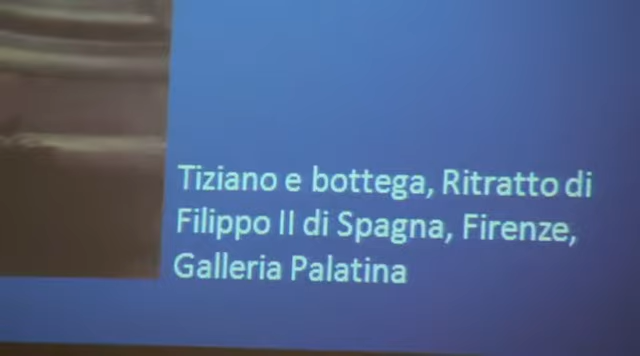 Tiziano e bottega, Ritratto di
Filippo II di Spagna, Firenze,
Galleria Palatina